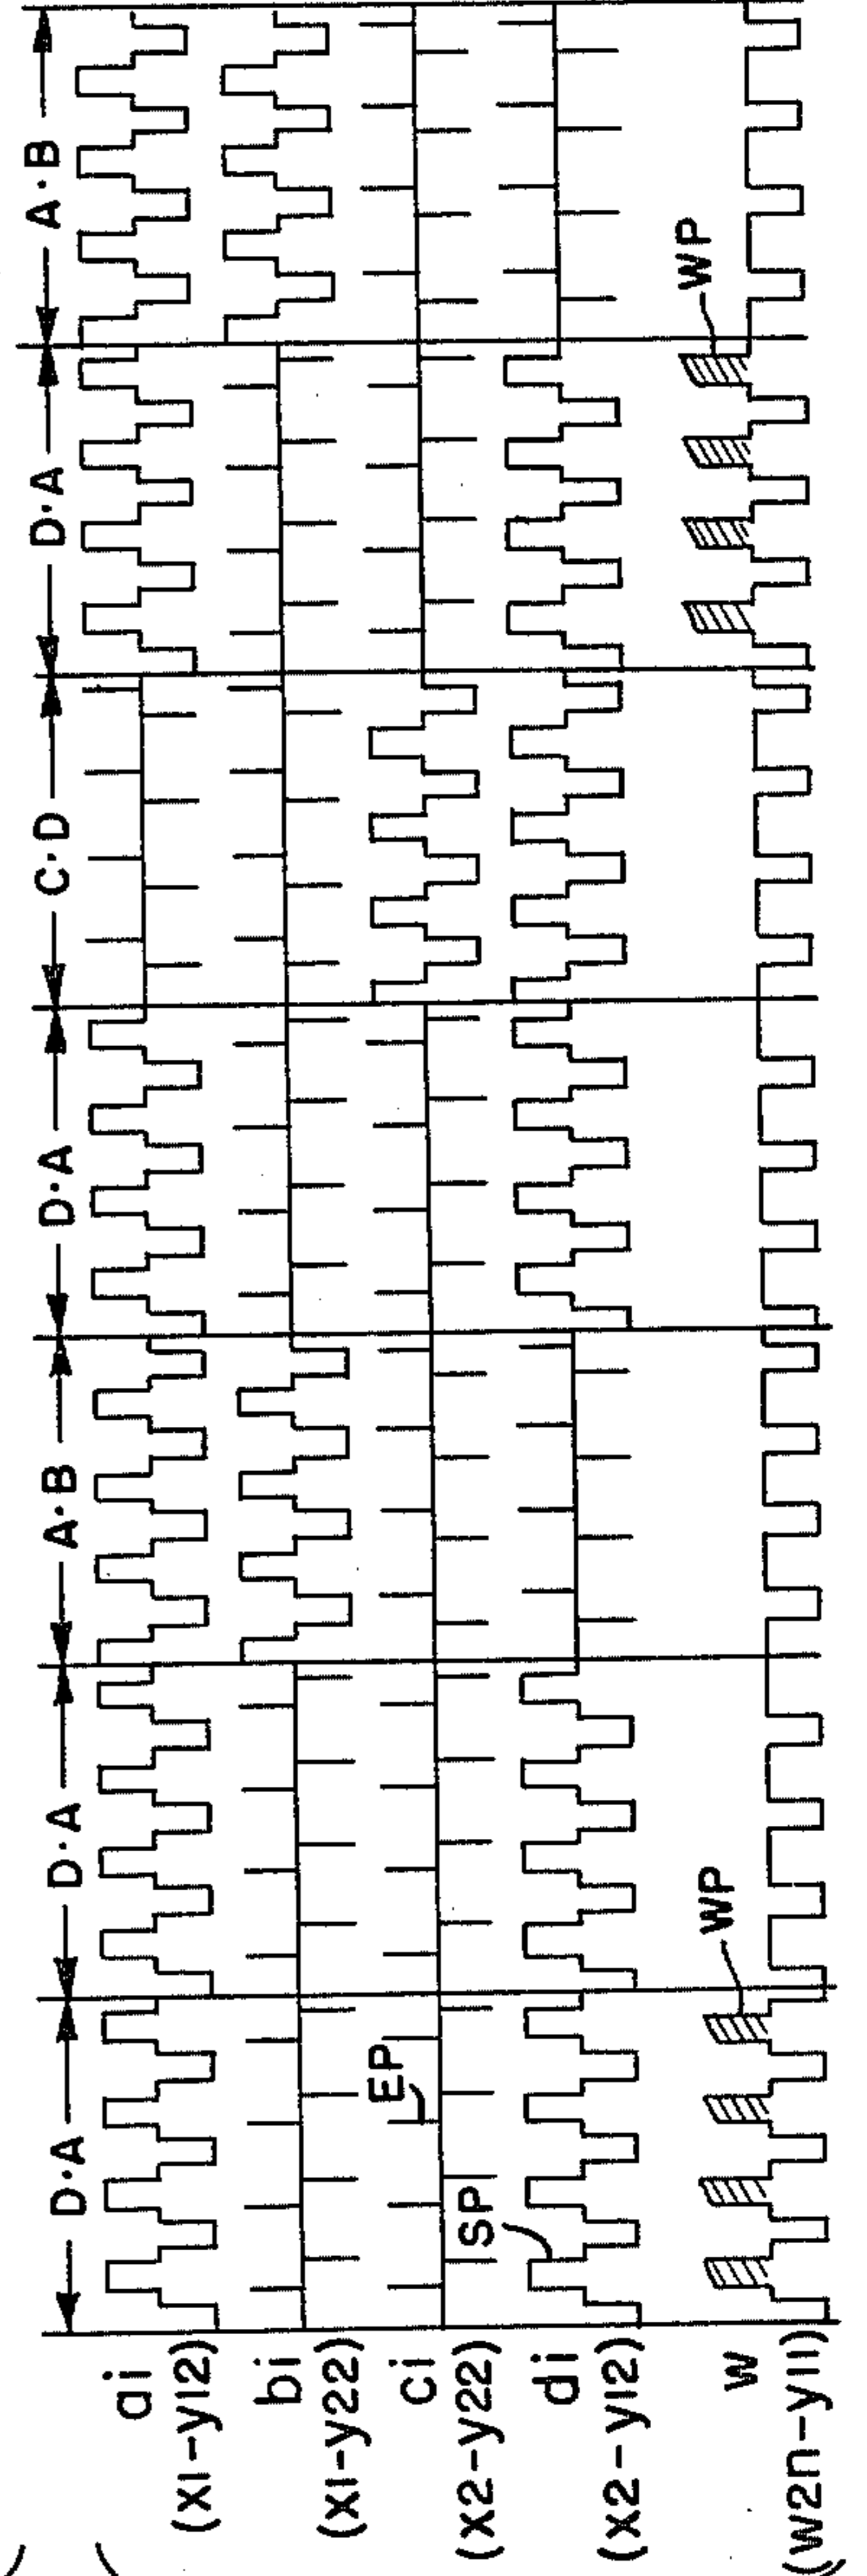 D·A D·A A·B D·A C·D D·A A·B
ai
(x1-y12)
bi
(x1-y22)
EP
ci
(x2-y22)
SP
di
(x2-y12)
WP WP
w
(w2n-y11)